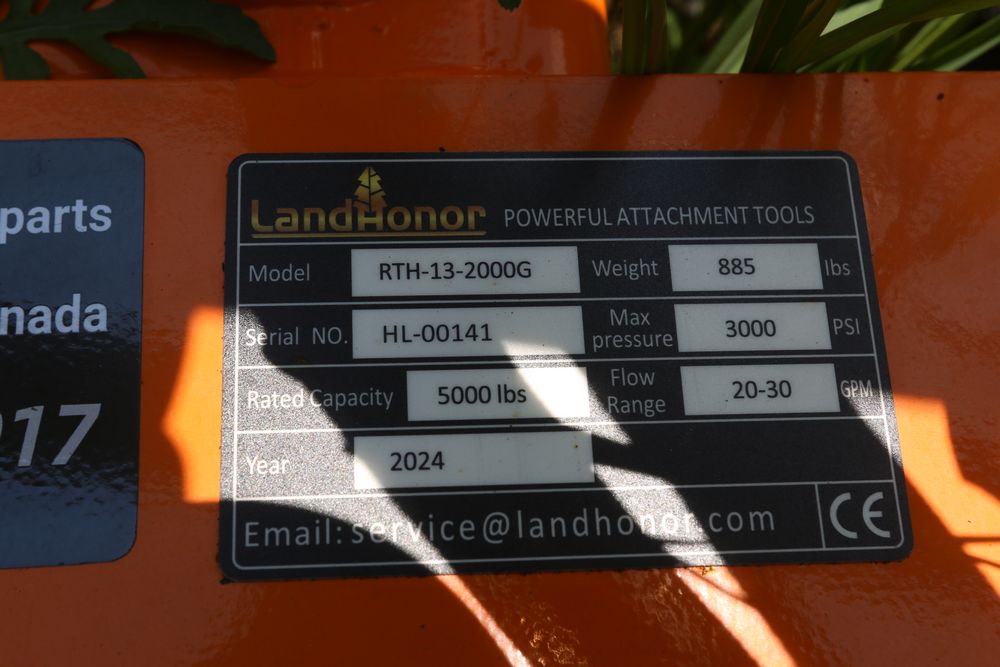 parts
nada
17
LandHonor POWERFUL ATTACHMENT TOOLS
Model RTH-13-2000G Weight 885 lbs
Serial NO. HL-00141 Max pressure 3000 PSI
Rated Capacity 5000 lbs Flow Range 20-30 GPM
Year 2024
Email: service@landhonor.com CE